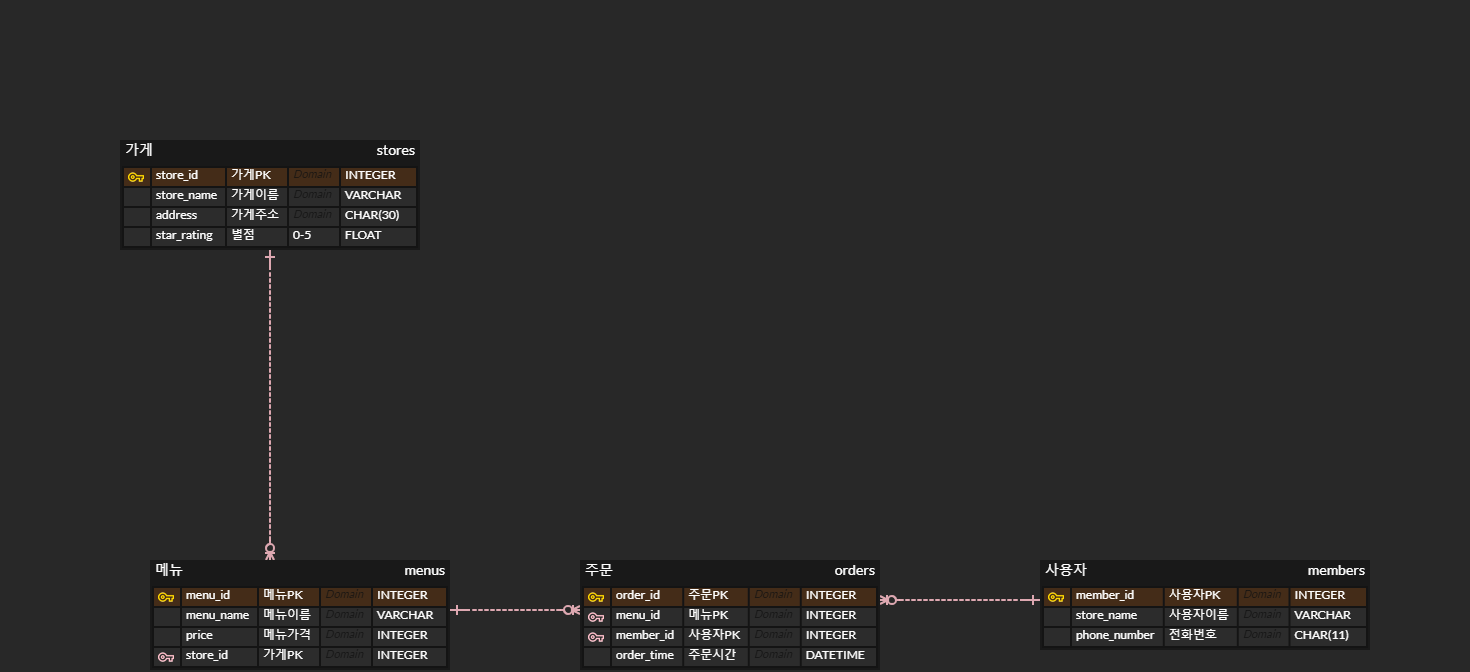 가게 stores
store_id 가게PK Domain INTEGER
store_name 가게이름 Domain VARCHAR
address 가게주소 Domain CHAR(30)
star_rating 별점 0-5 FLOAT
메뉴 menus
menu_id 메뉴PK Domain INTEGER
menu_name 메뉴이름 Domain VARCHAR
price 메뉴가격 Domain INTEGER
store_id 가게PK Domain INTEGER
주문 orders
order_id 주문PK Domain INTEGER
menu_id 메뉴PK Domain INTEGER
member_id 사용자PK Domain INTEGER
order_time 주문시간 Domain DATETIME
사용자 members
member_id 사용자PK Domain INTEGER
store_name 사용자이름 Domain VARCHAR
phone_number 전화번호 Domain CHAR(11)